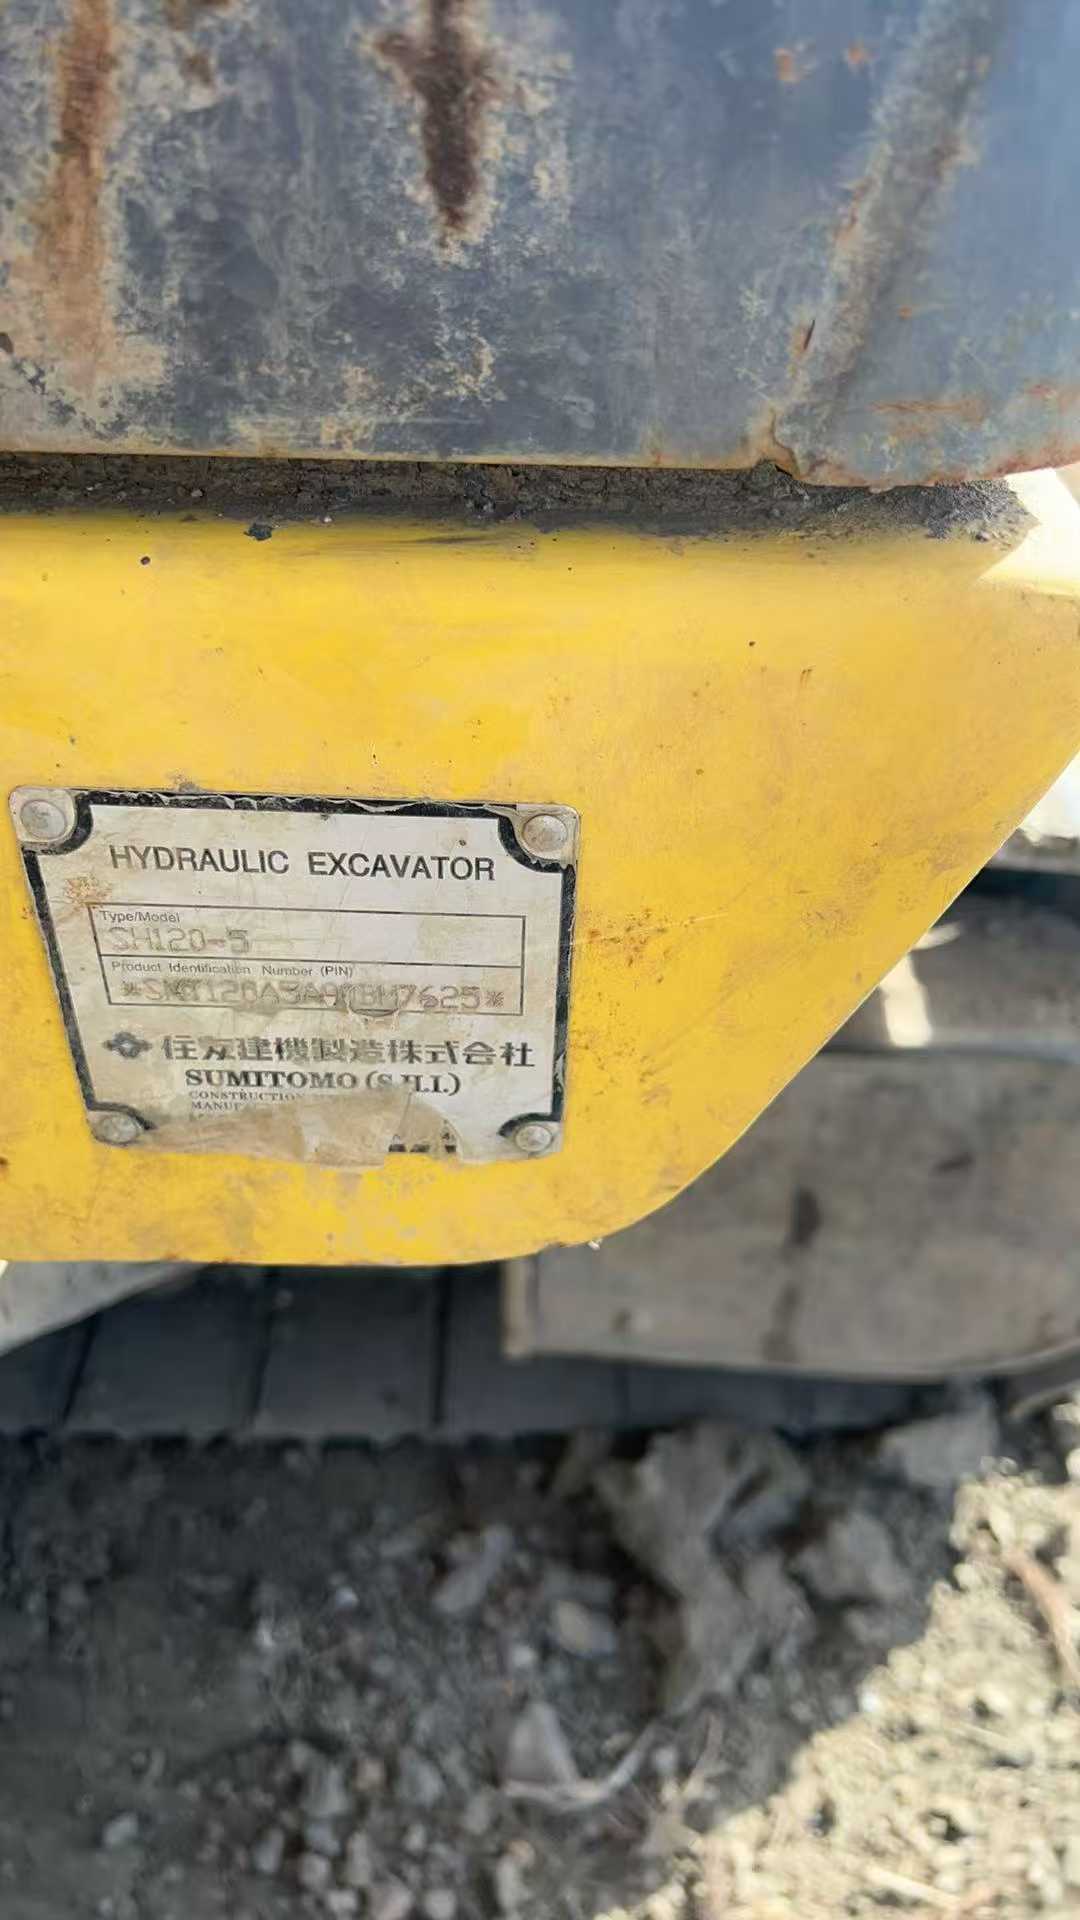 HYDRAULIC EXCAVATOR
Type/Model
SH120-5
Product Identification Number (PIN)
住友建機製造株式会社
SUMITOMO (S.H.I.)
CONSTRUCTION